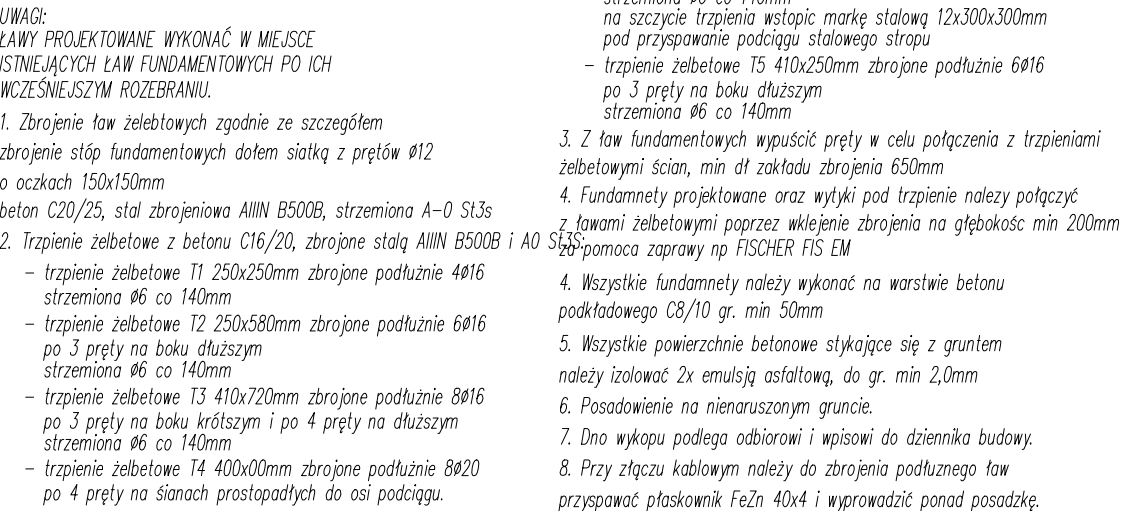 UWAGI:
ŁAWY PROJEKTOWANE WYKONAĆ W MIEJSCE
ISTNIEJĄCYCH ŁAW FUNDAMENTOWYCH PO ICH
WCZEŚNIEJSZYM ROZEBRANIU.
1. Zbrojenie ław żelebtowych zgodnie ze szczegółem
zbrojenie stóp fundamentowych dołem siatką z prętów Ø12
o oczkach 150x150mm
beton C20/25, stal zbrojeniowa AIIIN B500B, strzemiona A-0 St3s
2. Trzpienie żelbetowe z betonu C16/20, zbrojone stalą AIIIN B500B i A0 St3S:
- trzpienie żelbetowe T1 250x250mm zbrojone podłużnie 4Ø16
strzemiona Ø6 co 140mm
- trzpienie żelbetowe T2 250x580mm zbrojone podłużnie 6Ø16
po 3 pręty na boku dłuższym
strzemiona Ø6 co 140mm
- trzpienie żelbetowe T3 410x720mm zbrojone podłużnie 8Ø16
po 3 pręty na boku krótszym i po 4 pręty na dłuższym
strzemiona Ø6 co 140mm
- trzpienie żelbetowe T4 400x00mm zbrojone podłużnie 8Ø20
po 4 pręty na śianach prostopadłych do osi podciągu.
strzemiona Ø6 co 140mm
na szczycie trzpienia wstopic markę stalową 12x300x300mm
pod przyspawanie podciągu stalowego stropu
- trzpienie żelbetowe T5 410x250mm zbrojone podłużnie 6Ø16
po 3 pręty na boku dłuższym
strzemiona Ø6 co 140mm
3. Z ław fundamentowych wypuścić pręty w celu połączenia z trzpieniami
żelbetowymi ścian, min dł zakładu zbrojenia 650mm
4. Fundamnety projektowane oraz wytyki pod trzpienie nalezy połączyć
z ławami żelbetowymi poprzez wklejenie zbrojenia na głębokośc min 200mm
za pomoca zaprawy np FISCHER FIS EM
4. Wszystkie fundamnety należy wykonać na warstwie betonu
podkładowego C8/10 gr. min 50mm
5. Wszystkie powierzchnie betonowe stykające się z gruntem
należy izolować 2x emulsją asfaltową, do gr. min 2,0mm
6. Posadowienie na nienaruszonym gruncie.
7. Dno wykopu podlega odbiorowi i wpisowi do dziennika budowy.
8. Przy złączu kablowym należy do zbrojenia podłuznego ław
przyspawać płaskownik FeZn 40x4 i wyprowadzić ponad posadzkę.